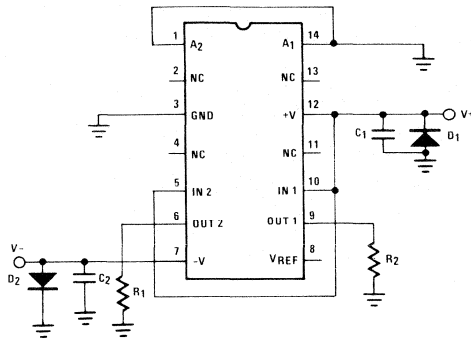 1 A2 A1 14
2 NC NC 13
3 GND +V 12 V+
C1 D1
4 NC NC 11
5 IN 2 IN 1 10
6 OUT 2 OUT 1 9
V- 7 -V VREF 8
D2 C2 R1 R2